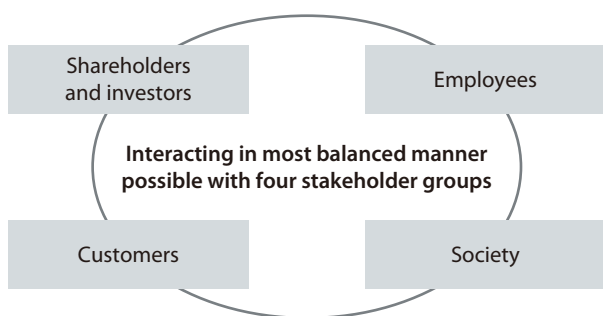 Shareholders
and investors
Employees
Interacting in most balanced manner
possible with four stakeholder groups
Customers
Society